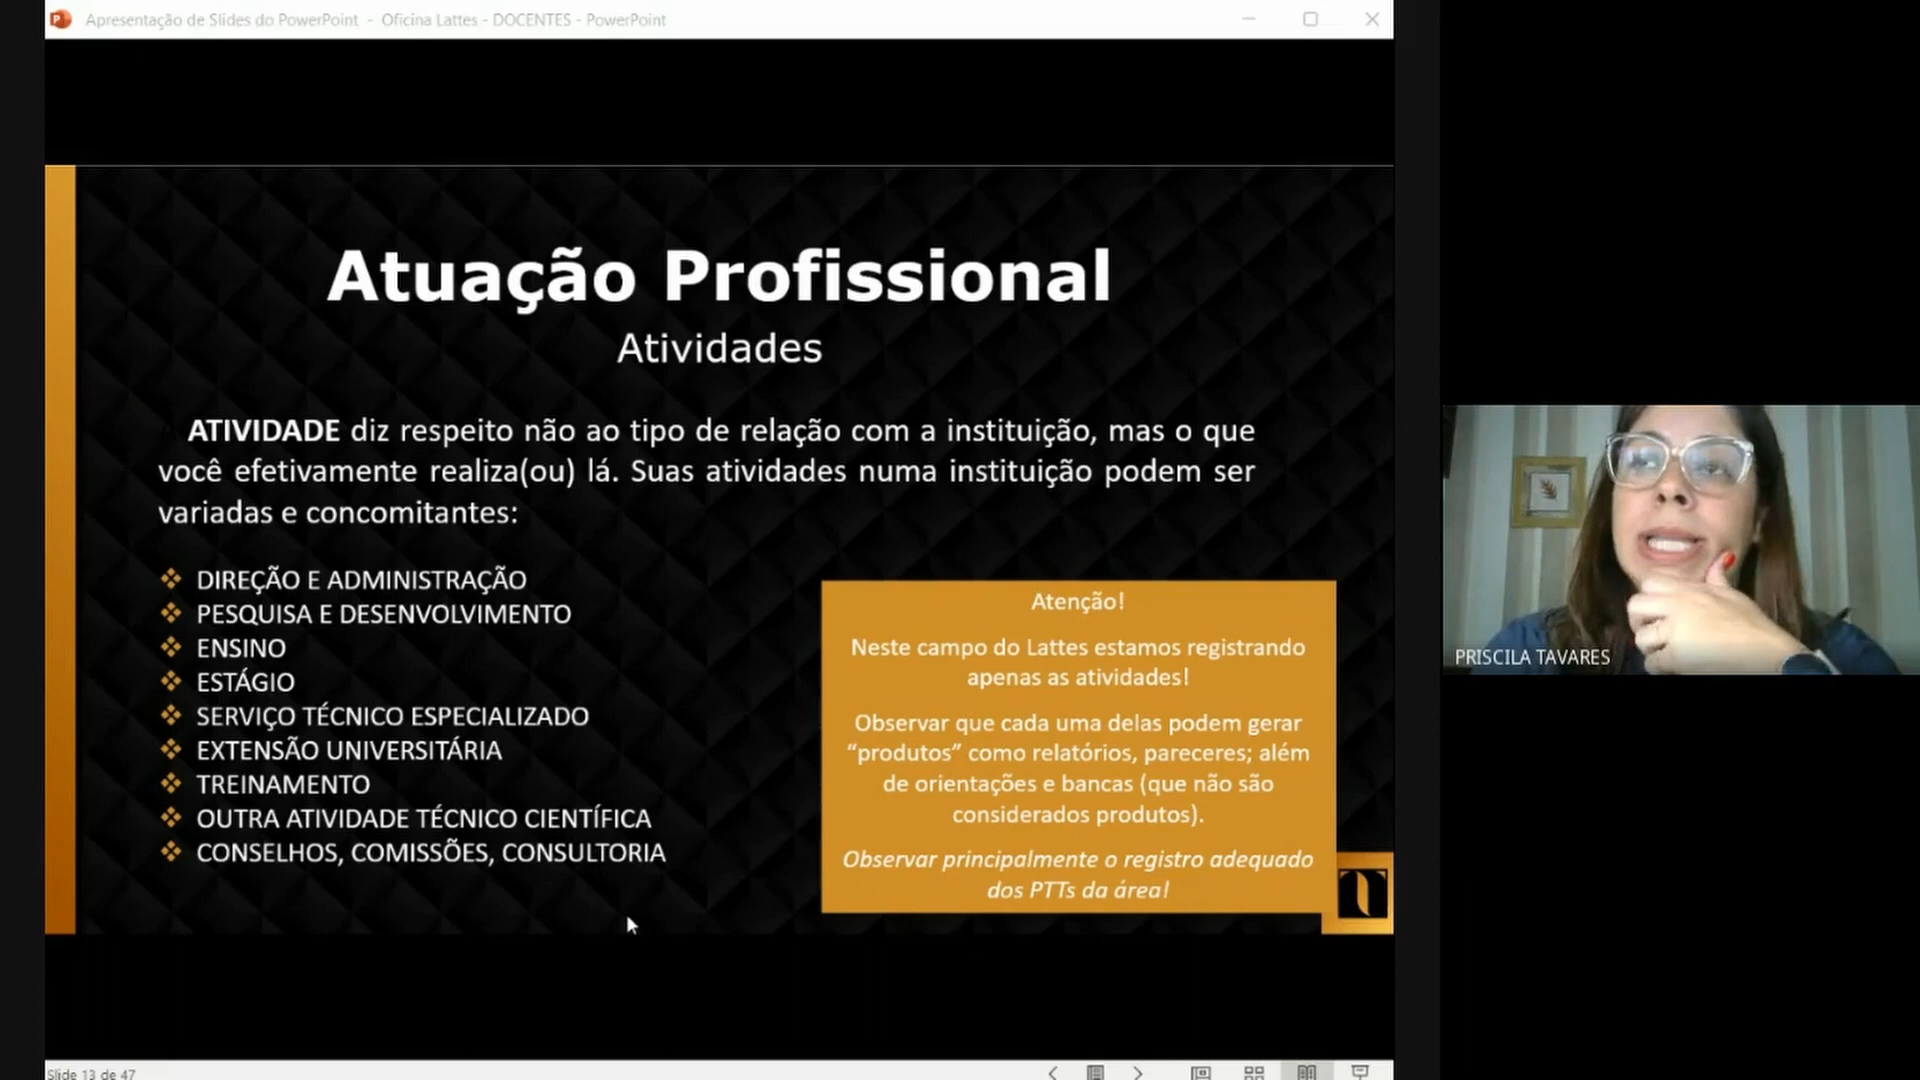 Apresentação de Slides do PowerPoint - Oficina Lattes - DOCENTES - PowerPoint
Atuação Profissional
Atividades
ATIVIDADE diz respeito não ao tipo de relação com a instituição, mas o que
você efetivamente realiza(ou) lá. Suas atividades numa instituição podem ser
variadas e concomitantes:
DIREÇÃO E ADMINISTRAÇÃO
PESQUISA E DESENVOLVIMENTO
ENSINO
ESTÁGIO
SERVIÇO TÉCNICO ESPECIALIZADO
EXTENSÃO UNIVERSITÁRIA
TREINAMENTO
OUTRA ATIVIDADE TÉCNICO CIENTÍFICA
CONSELHOS, COMISSÕES, CONSULTORIA
Atenção!
Neste campo do Lattes estamos registrando
apenas as atividades!
Observar que cada uma delas podem gerar
“produtos” como relatórios, pareceres; além
de orientações e bancas (que não são
considerados produtos).
Observar principalmente o registro adequado
dos PTTs da área!
PRISCILA TAVARES
Slide 13 de 47